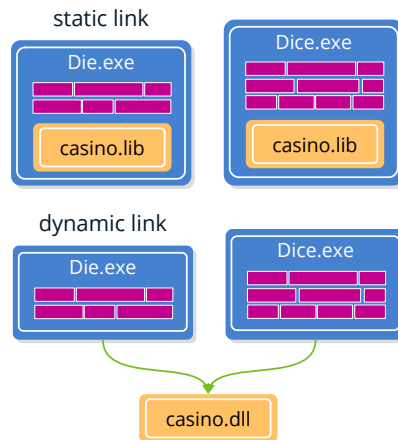 static link
Die.exe
casino.lib
Dice.exe
casino.lib
dynamic link
Die.exe
Dice.exe
casino.dll